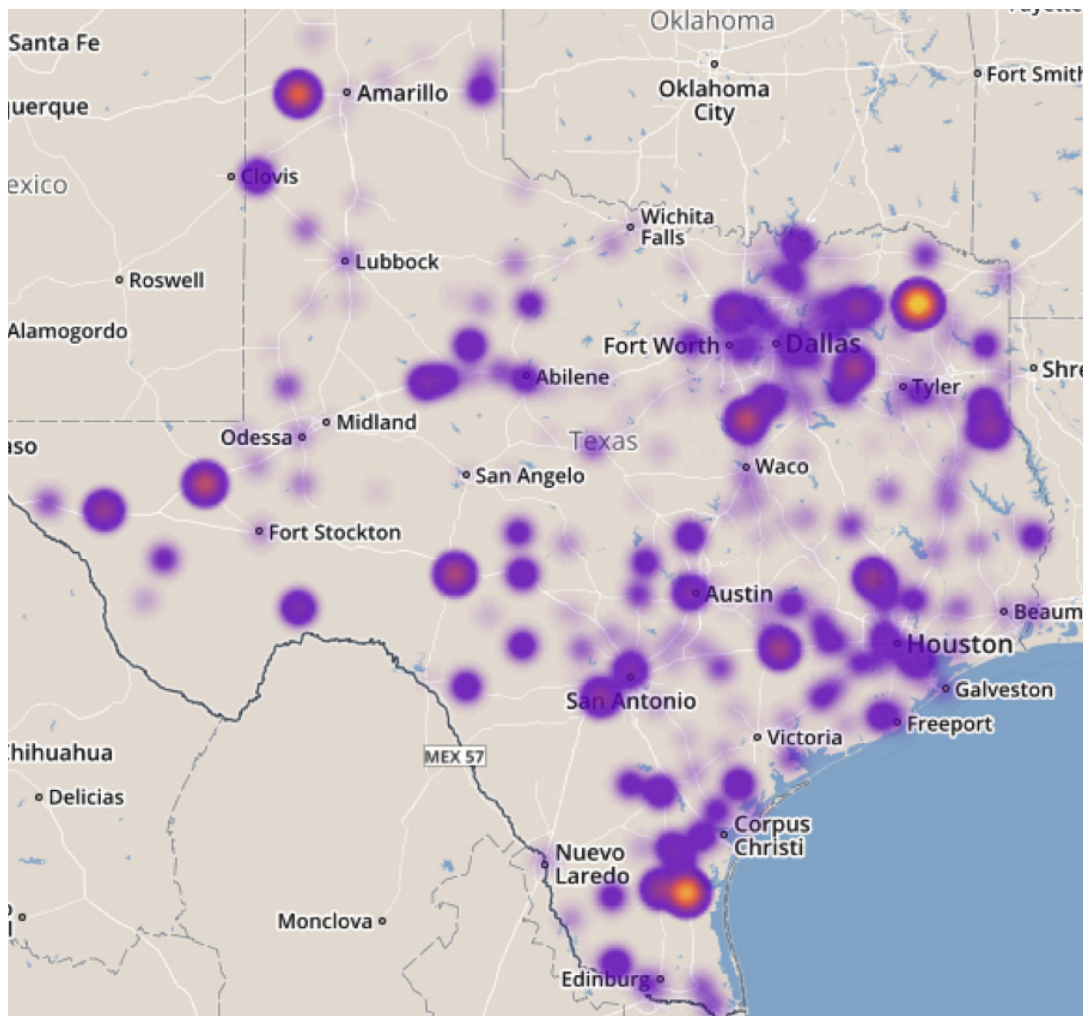 Oklahoma
Santa Fe
Amarillo
Fort Smith
Oklahoma
City
querque
Clovis
exico
Wichita
Falls
Lubbock
Roswell
Alamogordo
Fort Worth
Dallas
Shre
Abilene
Tyler
Midland
Odessa
Texas
aso
San Angelo
Waco
Fort Stockton
Austin
Beaum
Houston
Galveston
San Antonio
Freeport
Victoria
Chihuahua
MEX 57
Delicias
Corpus
Christi
Nuevo
Laredo
Monclova
Edinburg